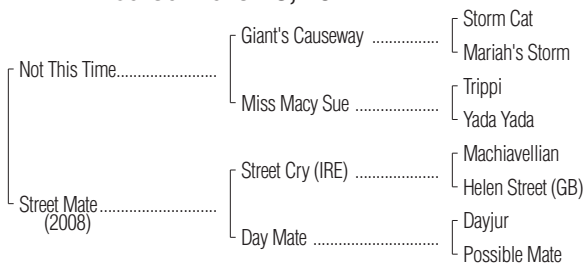 Storm Cat
Giant's Causeway ................
Mariah's Storm
Not This Time........................
Trippi
Miss Macy Sue ....................
Yada Yada
Machiavellian
Street Cry (IRE) ....................
Helen Street (GB)
Street Mate............................
(2008)
Dayjur
Day Mate ..............................
Possible Mate